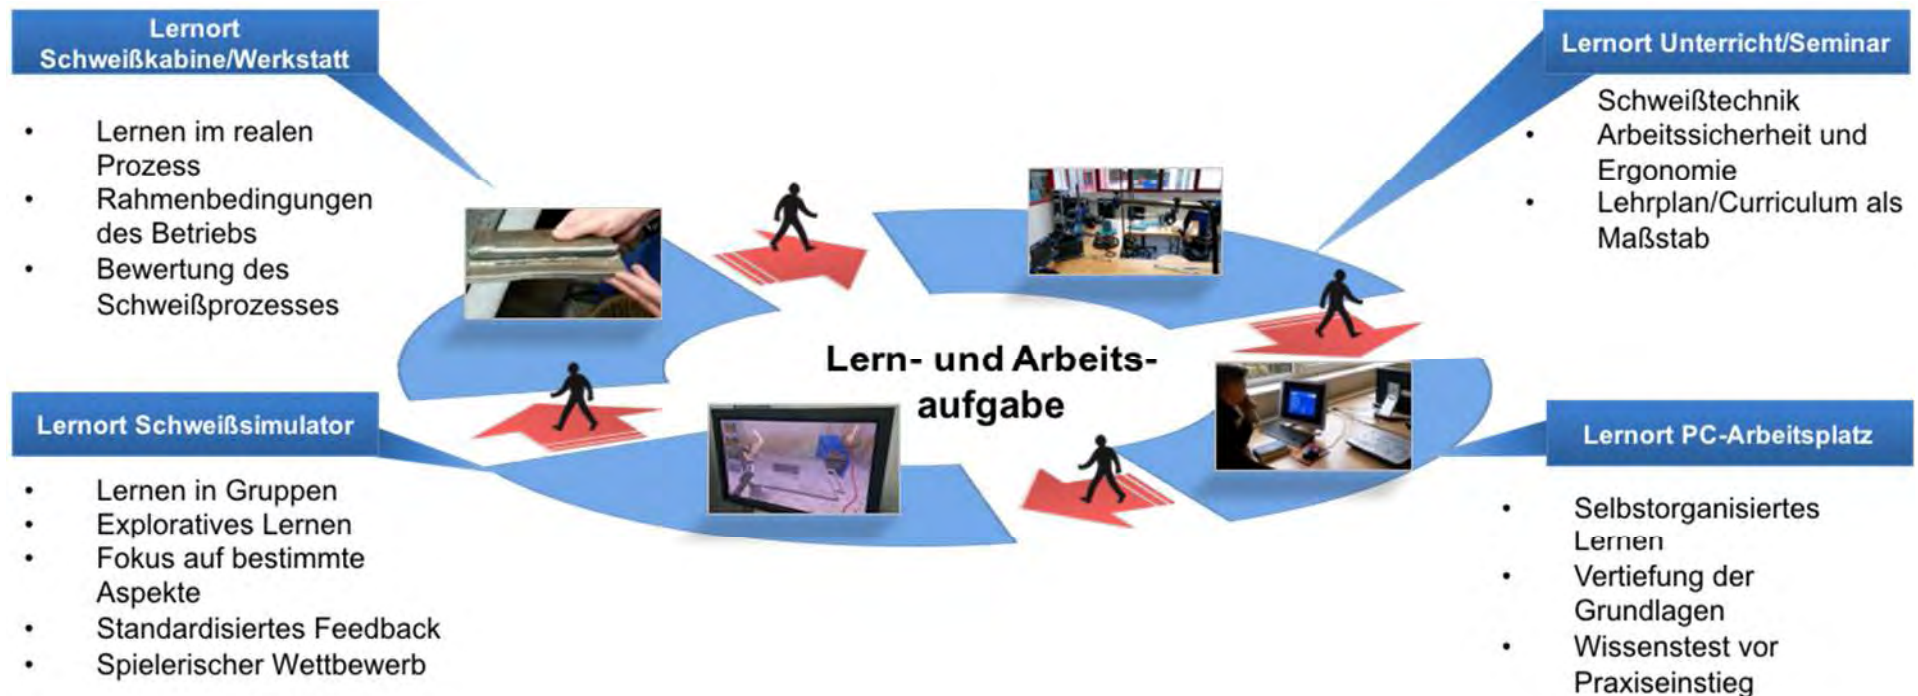 Lernort
Schweißkabine/Werkstatt
• Lernen im realen
Prozess
• Rahmenbedingungen
des Betriebs
• Bewertung des
Schweißprozesses
Lernort Unterricht/Seminar
Schweißtechnik
• Arbeitssicherheit und
Ergonomie
• Lehrplan/Curriculum als
Maßstab
Lern- und Arbeits-
aufgabe
Lernort Schweißsimulator
• Lernen in Gruppen
• Exploratives Lernen
• Fokus auf bestimmte
Aspekte
• Standardisiertes Feedback
• Spielerischer Wettbewerb
Lernort PC-Arbeitsplatz
• Selbstorganisiertes
Lernen
• Vertiefung der
Grundlagen
• Wissenstest vor
Praxiseinstieg